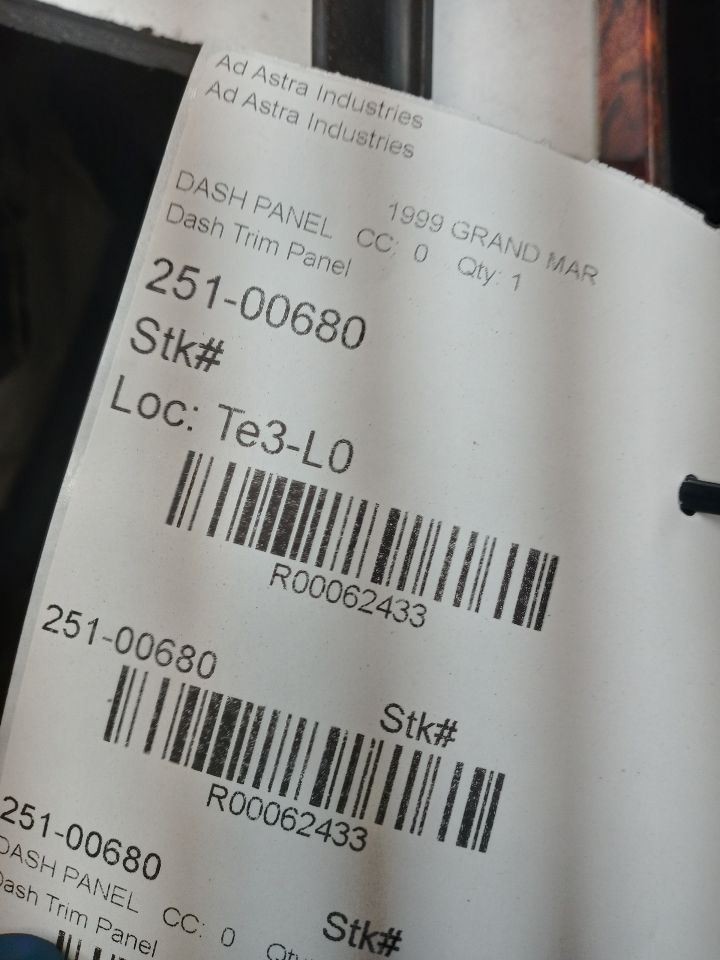 Ad Astra Industries
Ad Astra Industries
1999 GRAND MAR
DASH PANEL CC: 0 Qty: 1
Dash Trim Panel
251-00680
Stk#
Loc: Te3-L0
R00062433
251-00680
Stk#
R00062433
251-00680
DASH PANEL CC: 0 Qty
Dash Trim Panel
Stk#